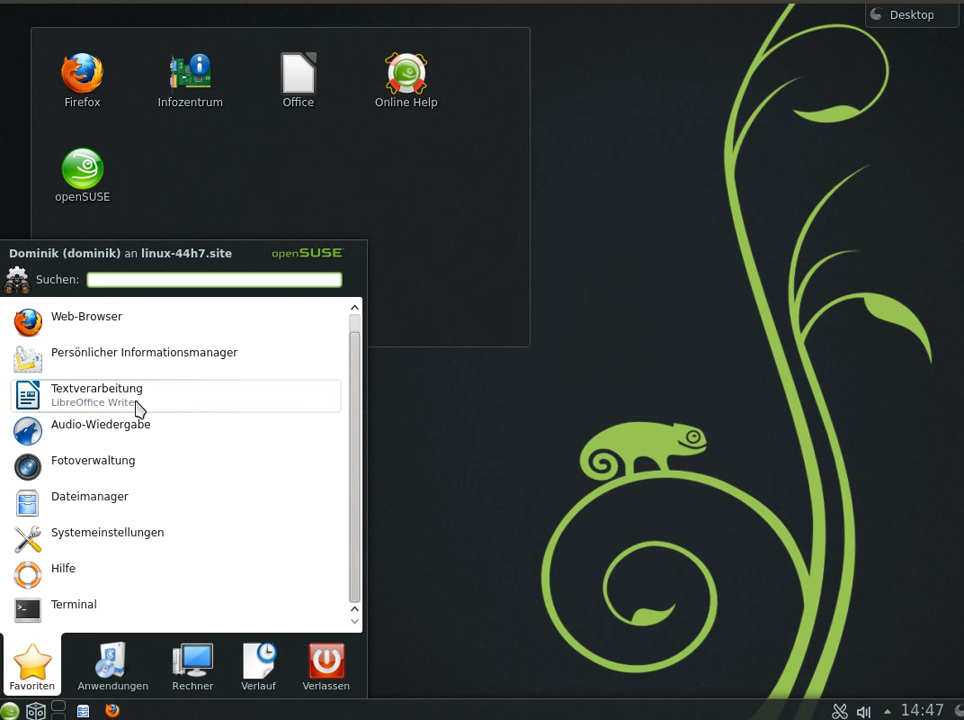 Desktop
Firefox
Infozentrum
Office
Online Help
openSUSE
Dominik (dominik) an linux-44h7.site
openSUSE
Suchen:
Web-Browser
Persönlicher Informationsmanager
Textverarbeitung
LibreOffice Write
Audio-Wiedergabe
Fotoverwaltung
Dateimanager
Systemeinstellungen
Hilfe
Terminal
Favoriten
Anwendungen
Rechner
Verlauf
Verlassen
14:47